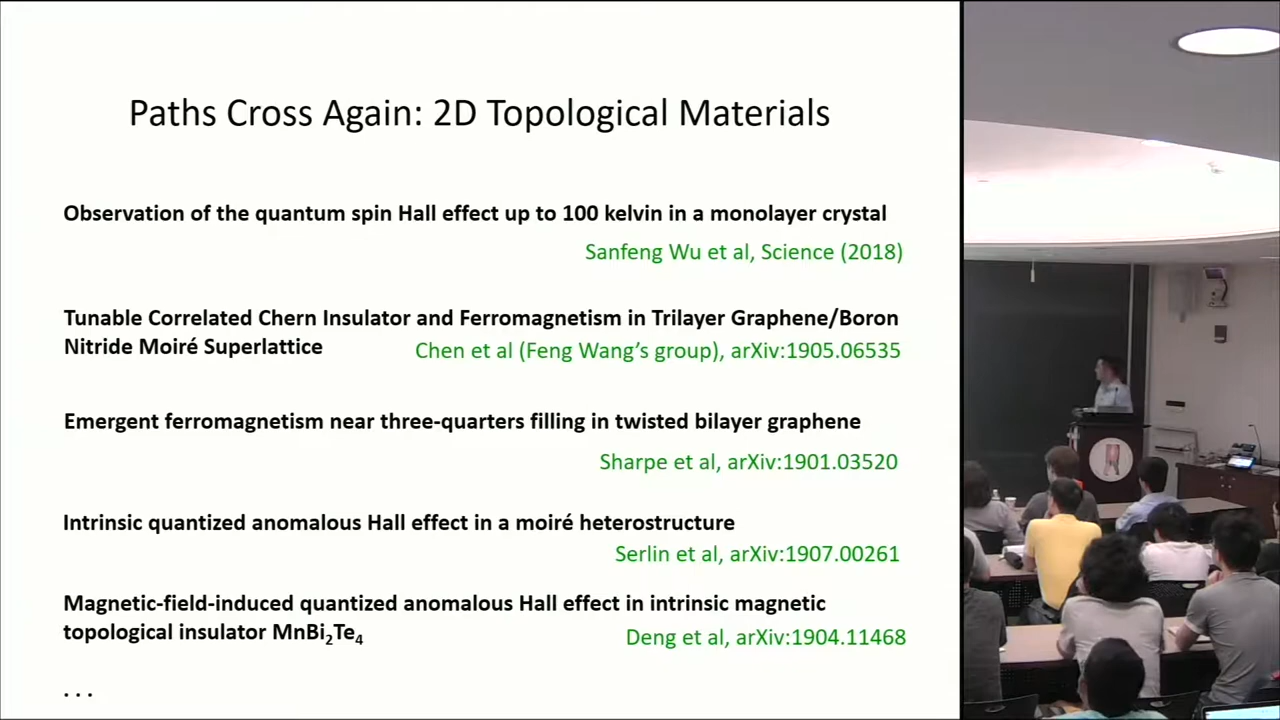 Paths Cross Again: 2D Topological Materials
Observation of the quantum spin Hall effect up to 100 kelvin in a monolayer crystal
Sanfeng Wu et al, Science (2018)
Tunable Correlated Chern Insulator and Ferromagnetism in Trilayer Graphene/Boron
Nitride Moiré Superlattice
Chen et al (Feng Wang's group), arXiv:1905.06535
Emergent ferromagnetism near three-quarters filling in twisted bilayer graphene
Sharpe et al, arXiv:1901.03520
Intrinsic quantized anomalous Hall effect in a moiré heterostructure
Serlin et al, arXiv:1907.00261
Magnetic-field-induced quantized anomalous Hall effect in intrinsic magnetic
topological insulator MnBi₂Te₄
Deng et al, arXiv:1904.11468
. . .